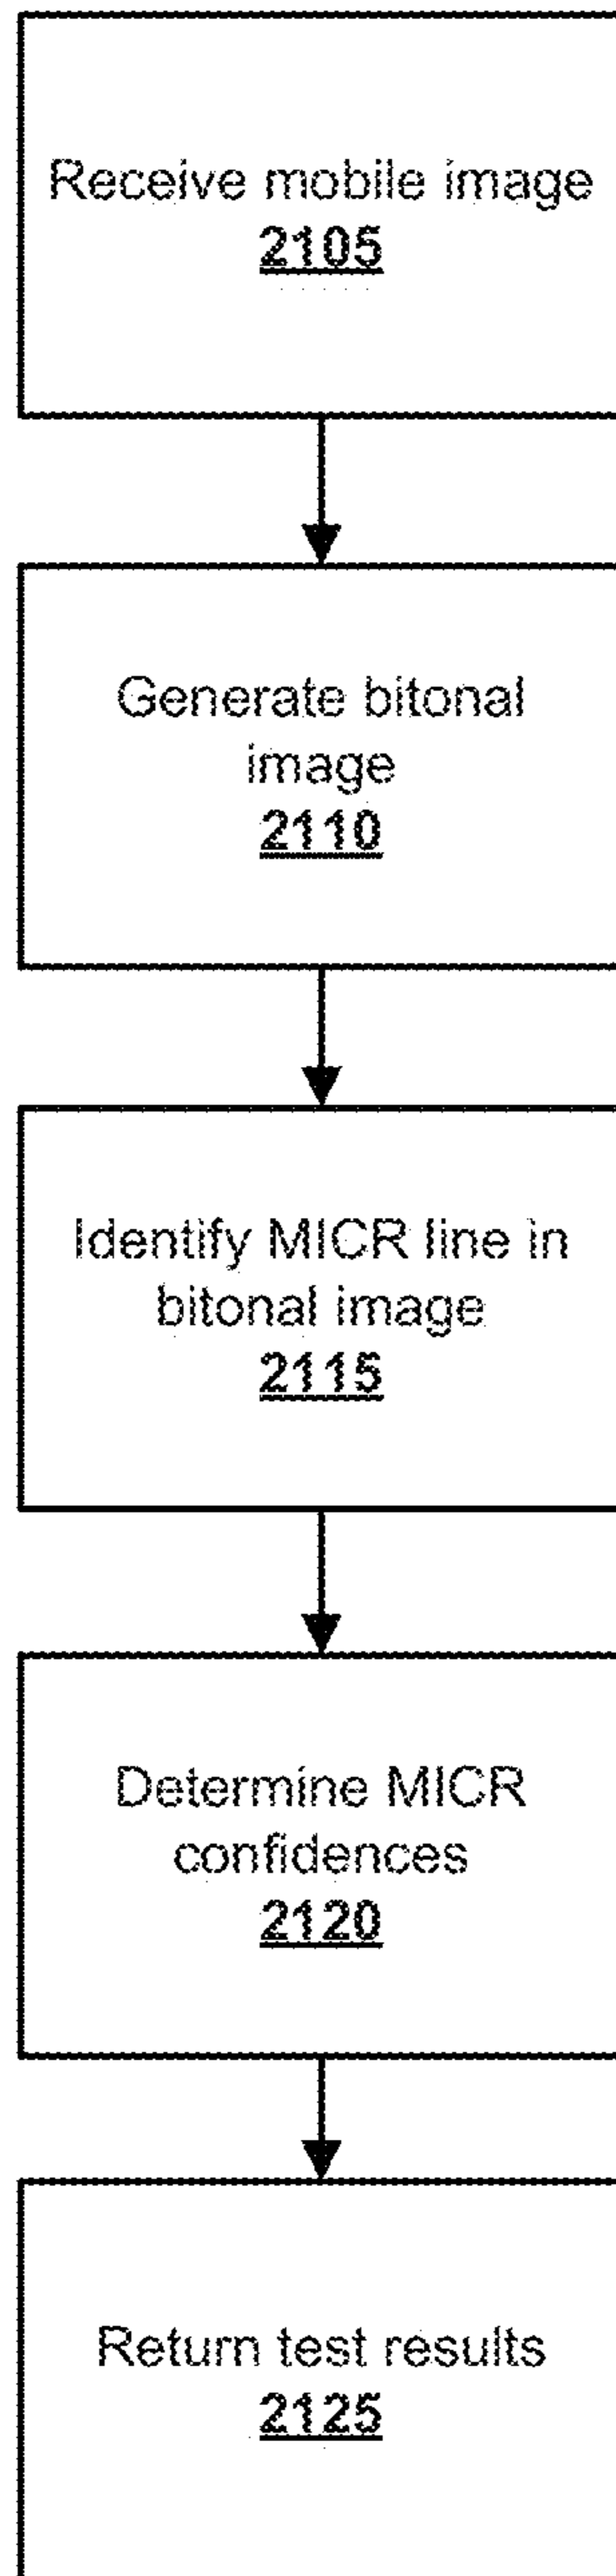 Receive mobile image
2105
Generate bitonal
image
2110
Identify MICR line in
bitonal image
2115
Determine MICR
confidences
2120
Return test results
2125